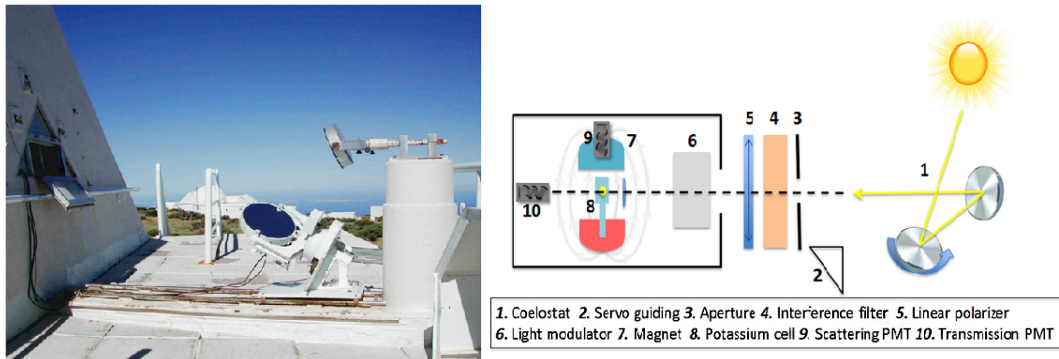 5 4 3
9 7 6
1
8
10
2
1. Coelostat 2. Servo guiding 3. Aperture 4. Interference filter 5. Linear polarizer
6. Light modulator 7. Magnet 8. Potassium cell 9. Scattering PMT 10. Transmission PMT